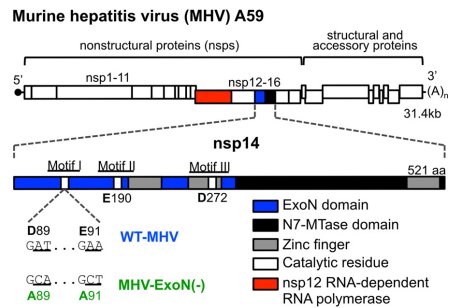 Murine hepatitis virus (MHV) A59
nonstructural proteins (nsps)
structural and
accessory proteins
5'
nsp1-11
nsp12-16
3'
(A)n
31.4kb
nsp14
Motif I
Motif II
Motif III
521 aa
E190
D272
D89
E91
GAT...GAA
WT-MHV
GCA...GCT
MHV-ExoN(-)
A89
A91
ExoN domain
N7-MTase domain
Zinc finger
Catalytic residue
nsp12 RNA-dependent
RNA polymerase